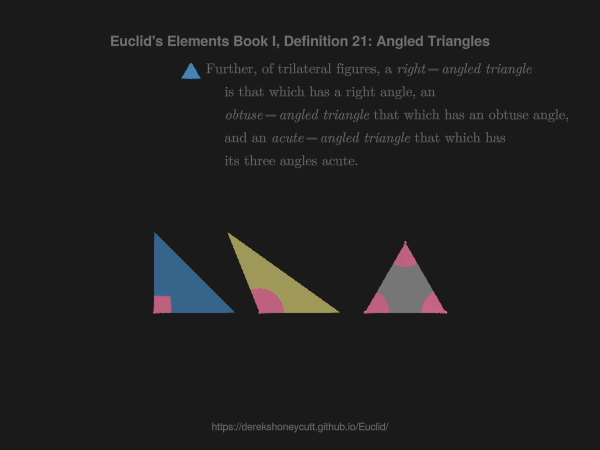 Euclid's Elements Book I, Definition 21: Angled Triangles
Further, of trilateral figures, a right–angled triangle
is that which has a right angle, an
obtuse–angled triangle that which has an obtuse angle,
and an acute–angled triangle that which has
its three angles acute.
https://derekshoneycutt.github.io/Euclid/